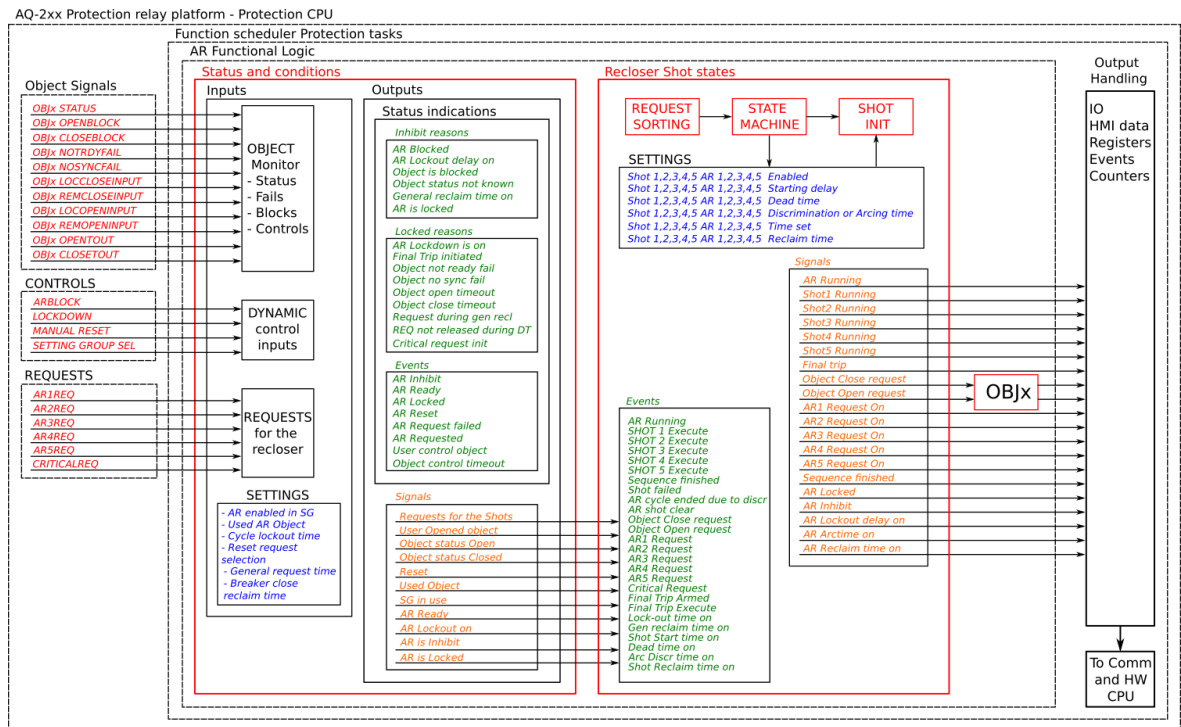 AQ-2xx Protection relay platform - Protection CPU
Function scheduler Protection tasks
AR Functional Logic
Object Signals
OBJx STATUS
OBJx OPENBLOCK
OBJx CLOSEBLOCK
OBJx NOTRDYFAIL
OBJx NOSYNCFAIL
OBJx LOCCLOSEINPUT
OBJx REMCLOSEINPUT
OBJx LOCOPENINPUT
OBJx REMOPENINPUT
OBJx OPENTOUT
OBJx CLOSETOUT
CONTROLS
ARBLOCK
LOCKDOWN
MANUAL RESET
SETTING GROUP SEL
REQUESTS
AR1REQ
AR2REQ
AR3REQ
AR4REQ
AR5REQ
CRITICALREQ
Status and conditions
Inputs
OBJECT
Monitor
- Status
- Fails
- Blocks
- Controls
DYNAMIC
control
inputs
REQUESTS
for the
recloser
SETTINGS
- AR enabled in SG
- Used AR Object
- Cycle lockout time
- Reset request
selection
- General request time
- Breaker close
reclaim time
Outputs
Status indications
Inhibit reasons
AR Blocked
AR Lockout delay on
Object is blocked
Object status not known
General reclaim time on
AR is locked
Locked reasons
AR Lockdown is on
Final Trip initiated
Object not ready fail
Object no sync fail
Object open timeout
Object close timeout
Request during gen recl
REQ not released during DT
Critical request init
Events
AR Inhibit
AR Ready
AR Locked
AR Reset
AR Request failed
AR Requested
User control object
Object control timeout
Signals
Requests for the Shots
User Opened object
Object status Open
Object status Closed
Reset
Used Object
SG in use
AR Ready
AR Lockout on
AR is Inhibit
AR is Locked
Recloser Shot states
REQUEST
SORTING
STATE
MACHINE
SHOT
INIT
SETTINGS
Shot 1,2,3,4,5 AR 1,2,3,4,5 Enabled
Shot 1,2,3,4,5 AR 1,2,3,4,5 Starting delay
Shot 1,2,3,4,5 AR 1,2,3,4,5 Dead time
Shot 1,2,3,4,5 AR 1,2,3,4,5 Discrimination or Arcing time
Shot 1,2,3,4,5 AR 1,2,3,4,5 Time set
Shot 1,2,3,4,5 AR 1,2,3,4,5 Reclaim time
Events
AR Running
SHOT 1 Execute
SHOT 2 Execute
SHOT 3 Execute
SHOT 4 Execute
SHOT 5 Execute
Sequence finished
Shot failed
AR cycle ended due to discr
AR shot clear
Object Close request
Object Open request
AR1 Request
AR2 Request
AR3 Request
AR4 Request
AR5 Request
Critical Request
Final Trip Armed
Final Trip Execute
Lock-out time on
Gen reclaim time on
Shot Start time on
Dead time on
Arc Discr time on
Shot Reclaim time on
Signals
AR Running
Shot1 Running
Shot2 Running
Shot3 Running
Shot4 Running
Shot5 Running
Final trip
Object Close request
Object Open request
AR1 Request On
AR2 Request On
AR3 Request On
AR4 Request On
AR5 Request On
Sequence finished
AR Locked
AR Inhibit
AR Lockout delay on
AR Arctime on
AR Reclaim time on
OBJx
Output
Handling
IO
HMI data
Registers
Events
Counters
To Comm
and HW
CPU